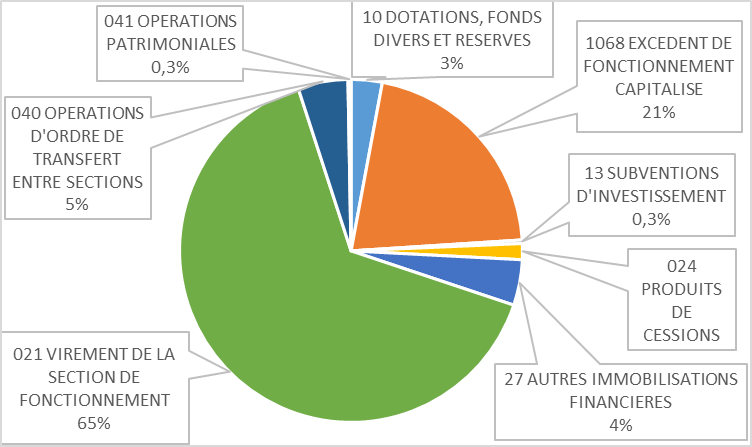 041 OPERATIONS
PATRIMONIALES
0,3%
10 DOTATIONS, FONDS
DIVERS ET RESERVES
3%
1068 EXCEDENT DE
FONCTIONNEMENT
CAPITALISE
21%
13 SUBVENTIONS
D'INVESTISSEMENT
0,3%
024
PRODUITS
DE
CESSIONS
27 AUTRES IMMOBILISATIONS
FINANCIERES
4%
021 VIREMENT DE LA
SECTION DE
FONCTIONNEMENT
65%
040 OPERATIONS
D'ORDRE DE
TRANSFERT
ENTRE SECTIONS
5%